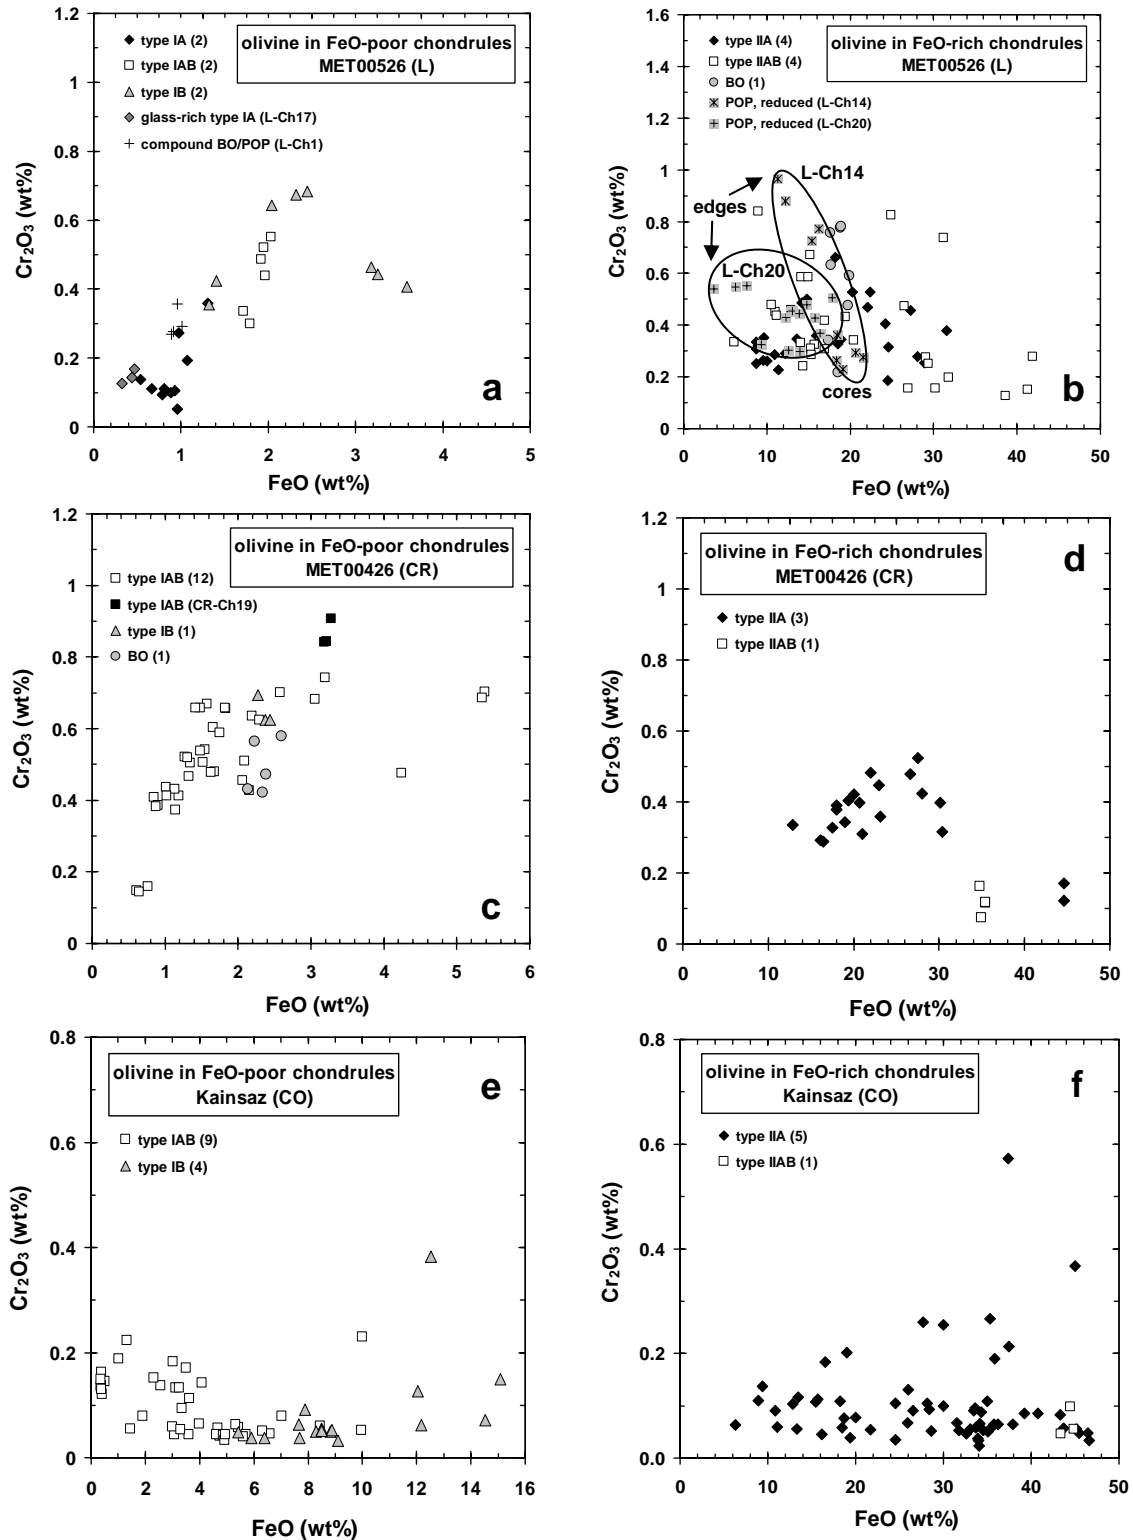 olivine in FeO-poor chondrules
MET00526 (L)
type IA (2)
type IAB (2)
type IB (2)
glass-rich type IA (L-Ch17)
compound BO/POP (L-Ch1)
1.2
1
0.8
0.6
0.4
0.2
0
Cr2O3 (wt%)
a
0 1 2 3 4 5
FeO (wt%)
olivine in FeO-rich chondrules
MET00526 (L)
type IIA (4)
type IIAB (4)
BO (1)
POP, reduced (L-Ch14)
POP, reduced (L-Ch20)
1.6
1.4
1.2
1
0.8
0.6
0.4
0.2
0
Cr2O3 (wt%)
L-Ch14
edges
L-Ch20
cores
b
0 10 20 30 40 50
FeO (wt%)
olivine in FeO-poor chondrules
MET00426 (CR)
type IAB (12)
type IAB (CR-Ch19)
type IB (1)
BO (1)
1.2
1
0.8
0.6
0.4
0.2
0
Cr2O3 (wt%)
c
0 1 2 3 4 5 6
FeO (wt%)
olivine in FeO-rich chondrules
MET00426 (CR)
d
type IIA (3)
type IIAB (1)
1.2
1
0.8
0.6
0.4
0.2
0
Cr2O3 (wt%)
0 10 20 30 40 50
FeO (wt%)
olivine in FeO-poor chondrules
Kainsaz (CO)
e
type IAB (9)
type IB (4)
0.8
0.6
0.4
0.2
0
Cr2O3 (wt%)
0 2 4 6 8 10 12 14 16
FeO (wt%)
olivine in FeO-rich chondrules
Kainsaz (CO)
f
type IIA (5)
type IIAB (1)
0.8
0.6
0.4
0.2
0.0
Cr2O3 (wt%)
0 10 20 30 40 50
FeO (wt%)